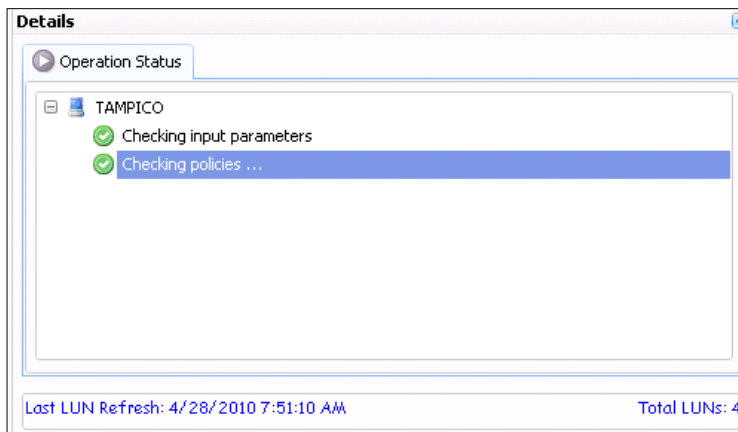 Details
Operation Status
TAMPICO
Checking input parameters
Checking policies ...
Last LUN Refresh: 4/28/2010 7:51:10 AM Total LUNs: 4